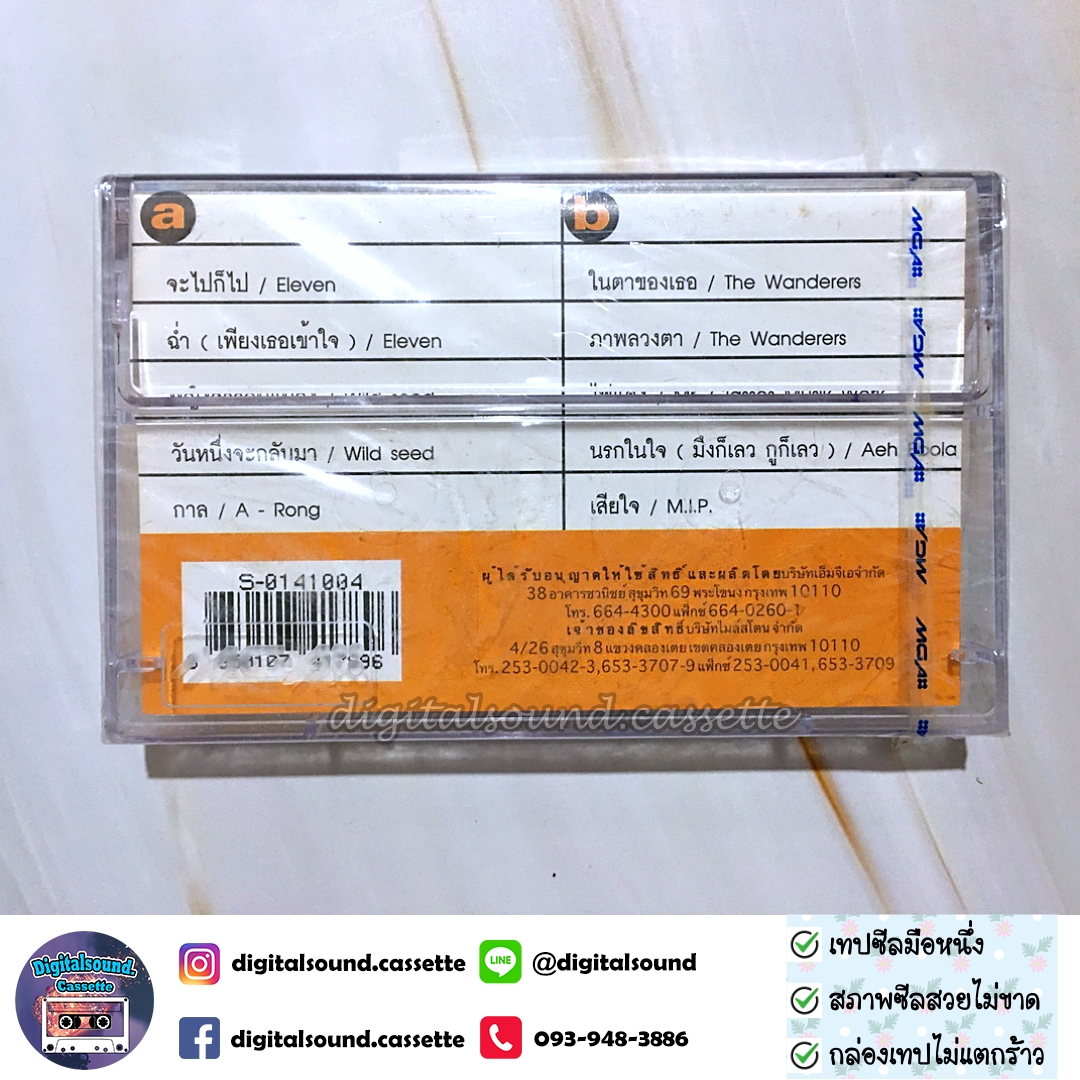 a
b
จะไปก็ไป / Eleven
ในตาของเธอ / The Wanderers
ฉ่ำ ( เพียงเธอเข้าใจ ) / Eleven
ภาพลวงตา / The Wanderers
วันหนึ่งจะกลับมา / Wild seed
นรกในใจ ( มึงก็เลว กูก็เลว ) / Aeh
กาล / A - Rong
เสียใจ / M.I.P.
S-0141004
ผู้ได้รับอนุญาตให้ใช้สิทธิ์และผลิตโดยบริษัทเอ็มจีเอจำกัด
38 อาคารชวนิชย์ สุขุมวิท 69 พระโขนง กรุงเทพ 10110
โทร. 664-4300 แฟ็กซ์ 664-0260-1
เจ้าของลิขสิทธิ์ บริษัทไมล์สโตน จำกัด
4/26 สุขุมวิท 8 แขวงคลองเตย เขตคลองเตย กรุงเทพ 10110
โทร. 253-0042-3,653-3707-9 แฟ็กซ์ 253-0041, 653-3709
MGA
MGA
MGA
MGA
MGA
digitalsound.cassette
Digitalsound.
Cassette
digitalsound.cassette
@digitalsound
digitalsound.cassette
093-948-3886
เทปซีลมือหนึ่ง
สภาพซีลสวยไม่ขาด
กล่องเทปไม่แตกร้าว